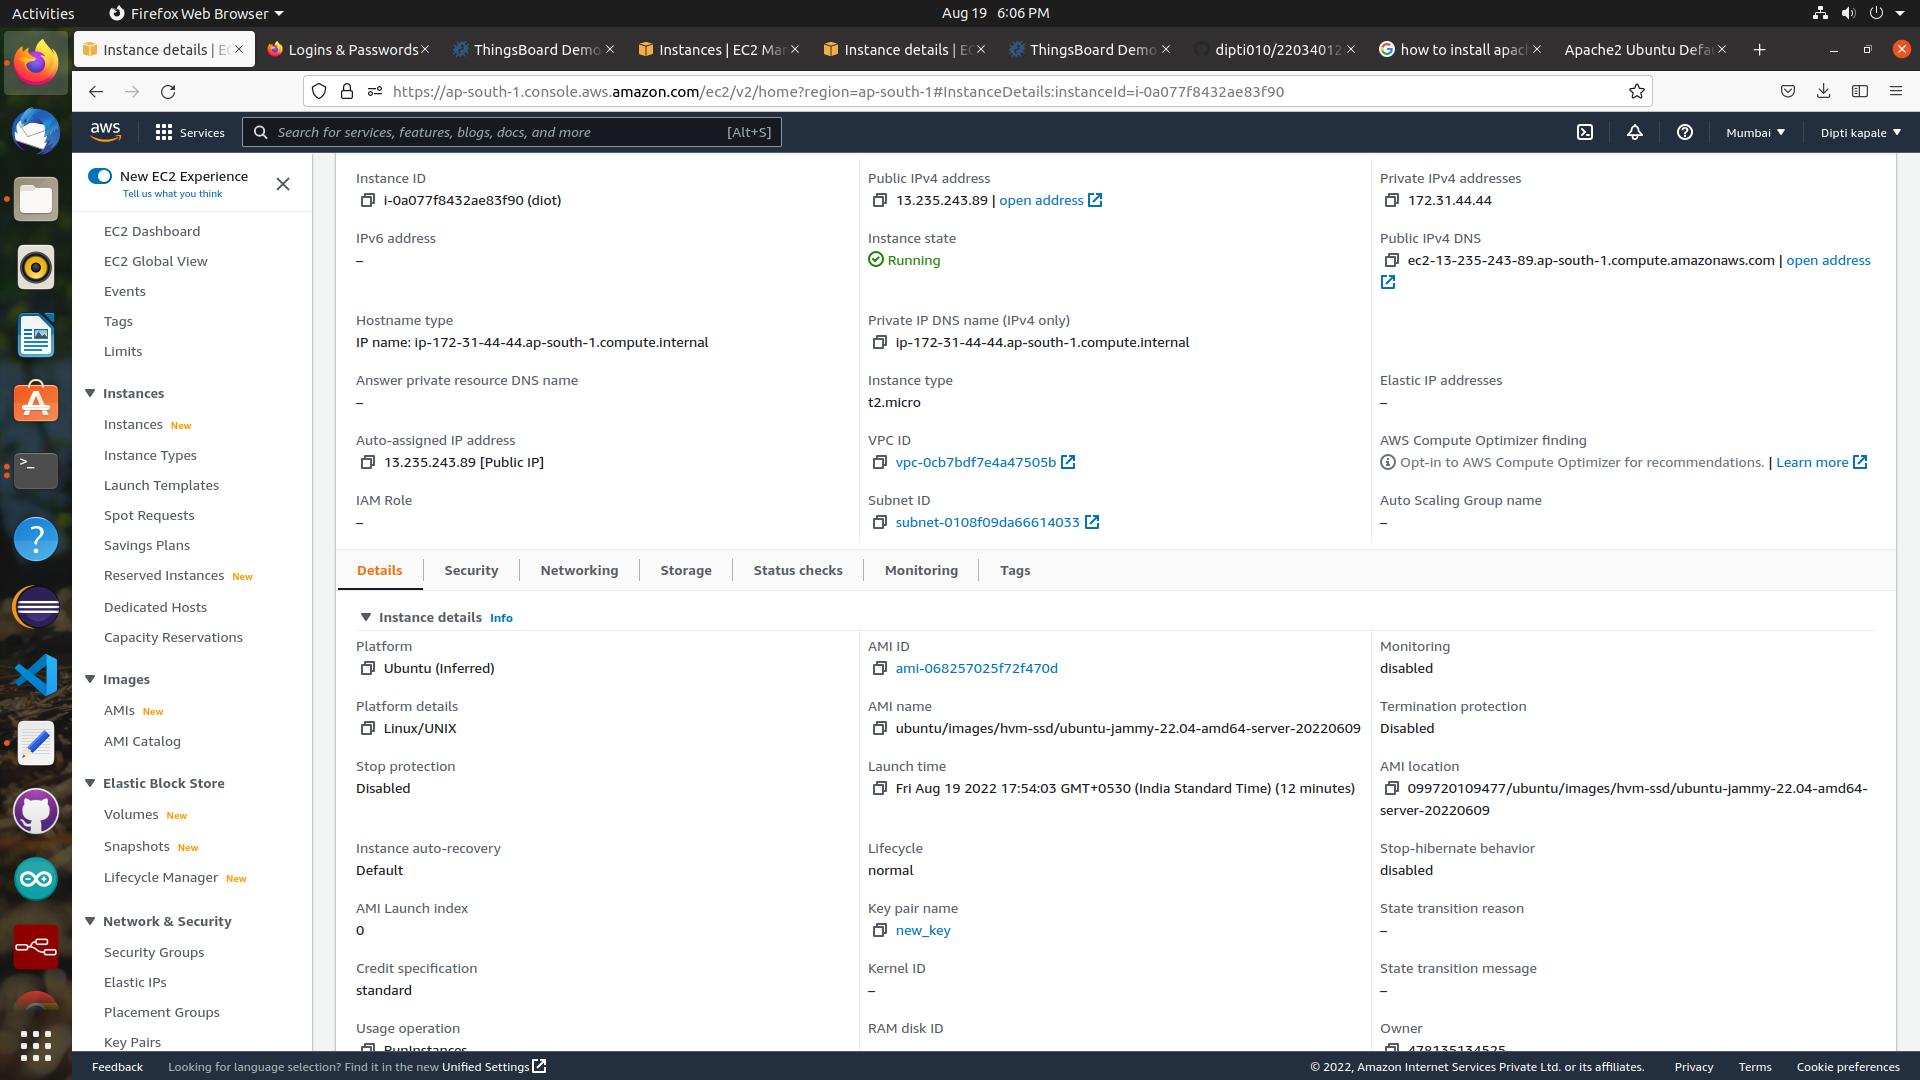 Activities
Firefox Web Browser
Aug 19 6:06 PM
Instance details | EC
Logins & Passwords
ThingsBoard Demo
Instances | EC2 Man
Instance details | EC
ThingsBoard Demo
dipti010/22034012
how to install apac
Apache2 Ubuntu Defa
https://ap-south-1.console.aws.amazon.com/ec2/v2/home?region=ap-south-1#InstanceDetails:instanceId=i-0a077f8432ae83f90
aws
Services
Search for services, features, blogs, docs, and more
[Alt+S]
Mumbai
Dipti kapale
New EC2 Experience
Tell us what you think
EC2 Dashboard
EC2 Global View
Events
Tags
Limits
Instances
Instances New
Instance Types
Launch Templates
Spot Requests
Savings Plans
Reserved Instances New
Dedicated Hosts
Capacity Reservations
Images
AMIs New
AMI Catalog
Elastic Block Store
Volumes New
Snapshots New
Lifecycle Manager New
Network & Security
Security Groups
Elastic IPs
Placement Groups
Key Pairs
Instance ID
i-0a077f8432ae83f90 (diot)
Public IPv4 address
13.235.243.89 | open address
Private IPv4 addresses
172.31.44.44
IPv6 address
–
Instance state
Running
Public IPv4 DNS
ec2-13-235-243-89.ap-south-1.compute.amazonaws.com | open address
Hostname type
IP name: ip-172-31-44-44.ap-south-1.compute.internal
Private IP DNS name (IPv4 only)
ip-172-31-44-44.ap-south-1.compute.internal
Answer private resource DNS name
–
Instance type
t2.micro
Elastic IP addresses
–
Auto-assigned IP address
13.235.243.89 [Public IP]
VPC ID
vpc-0cb7bdf7e4a47505b
AWS Compute Optimizer finding
Opt-in to AWS Compute Optimizer for recommendations. | Learn more
IAM Role
–
Subnet ID
subnet-0108f09da66614033
Auto Scaling Group name
–
Details
Security
Networking
Storage
Status checks
Monitoring
Tags
Instance details Info
Platform
Ubuntu (Inferred)
AMI ID
ami-068257025f72f470d
Monitoring
disabled
Platform details
Linux/UNIX
AMI name
ubuntu/images/hvm-ssd/ubuntu-jammy-22.04-amd64-server-20220609
Termination protection
Disabled
Stop protection
Disabled
Launch time
Fri Aug 19 2022 17:54:03 GMT+0530 (India Standard Time) (12 minutes)
AMI location
099720109477/ubuntu/images/hvm-ssd/ubuntu-jammy-22.04-amd64-
server-20220609
Instance auto-recovery
Default
Lifecycle
normal
Stop-hibernate behavior
disabled
AMI Launch index
0
Key pair name
new_key
State transition reason
–
Credit specification
standard
Kernel ID
–
State transition message
–
Usage operation
RunInstances
RAM disk ID
Owner
478135134525
Feedback
Looking for language selection? Find it in the new Unified Settings
© 2022, Amazon Internet Services Private Ltd. or its affiliates.
Privacy
Terms
Cookie preferences